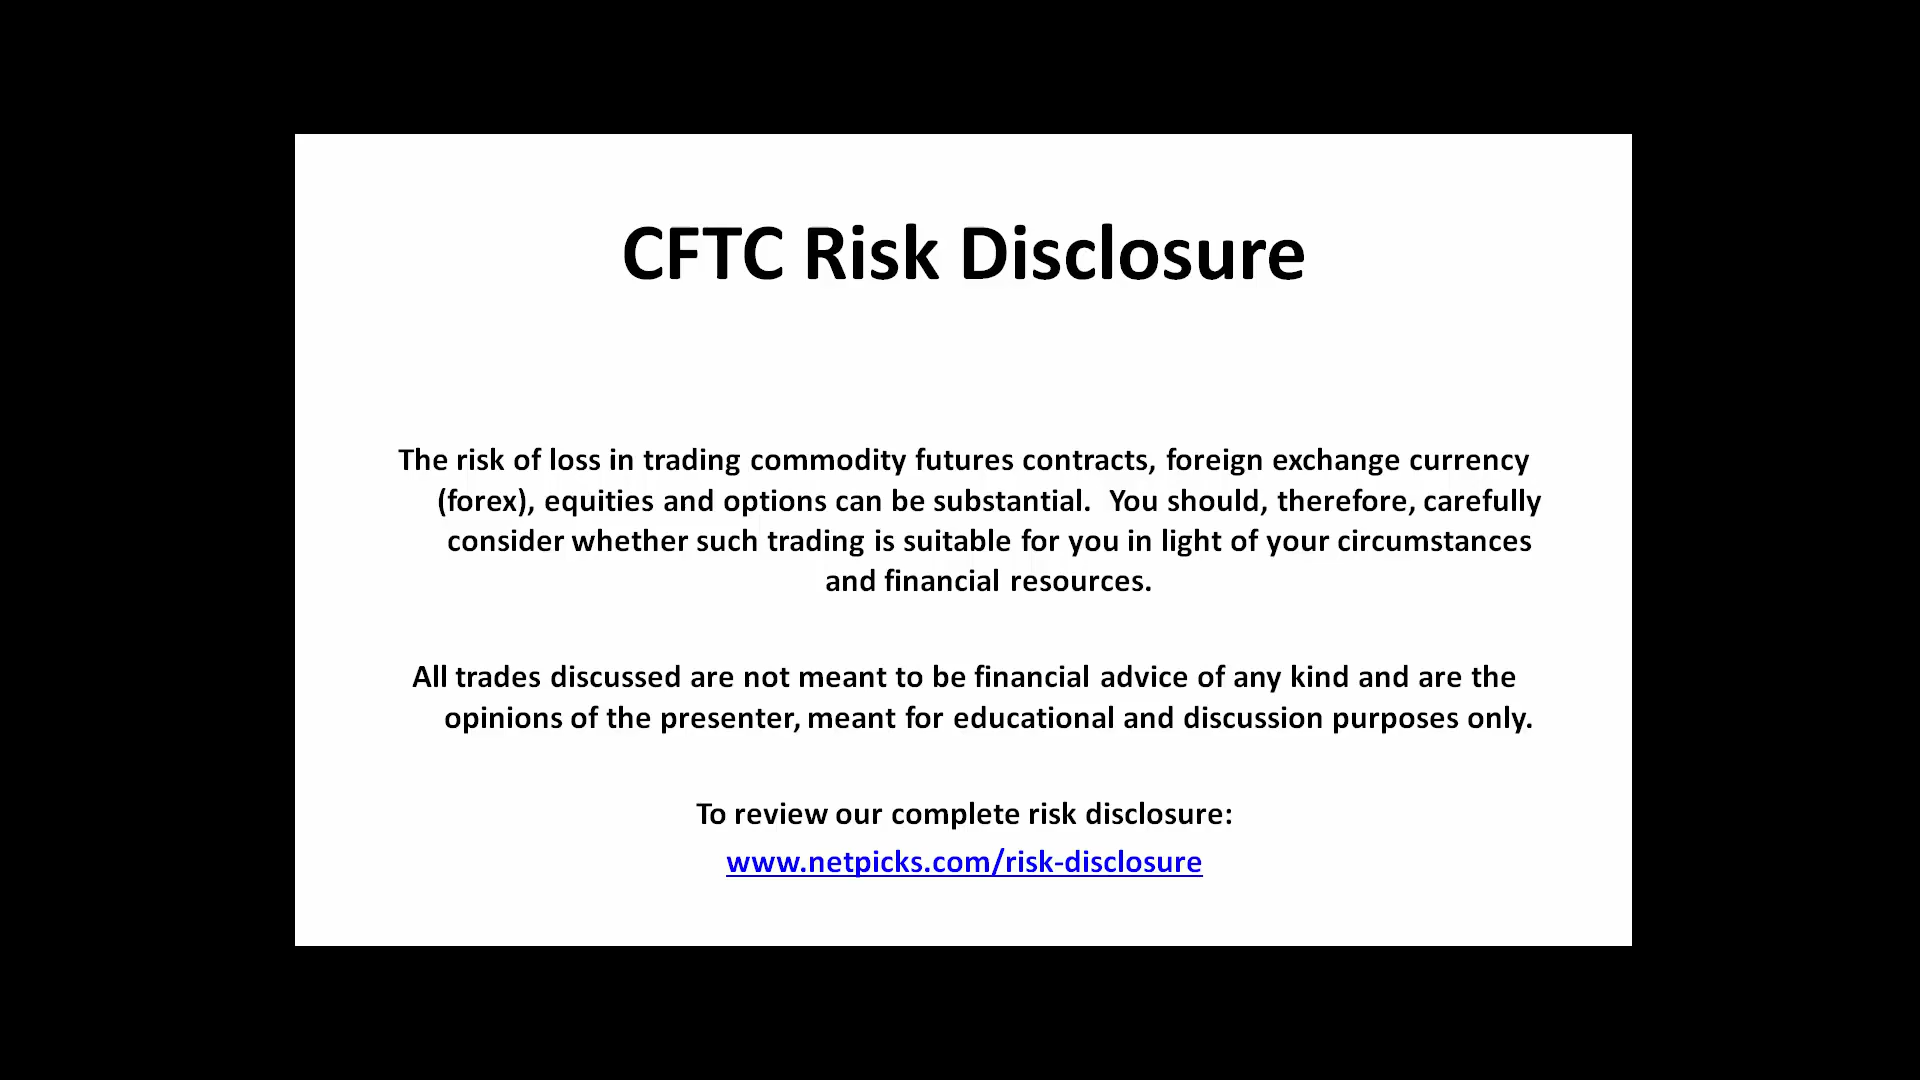 CFTC Risk Disclosure
The risk of loss in trading commodity futures contracts, foreign exchange currency
(forex), equities and options can be substantial.  You should, therefore, carefully
consider whether such trading is suitable for you in light of your circumstances
and financial resources.
All trades discussed are not meant to be financial advice of any kind and are the
opinions of the presenter, meant for educational and discussion purposes only.
To review our complete risk disclosure:
www.netpicks.com/risk-disclosure